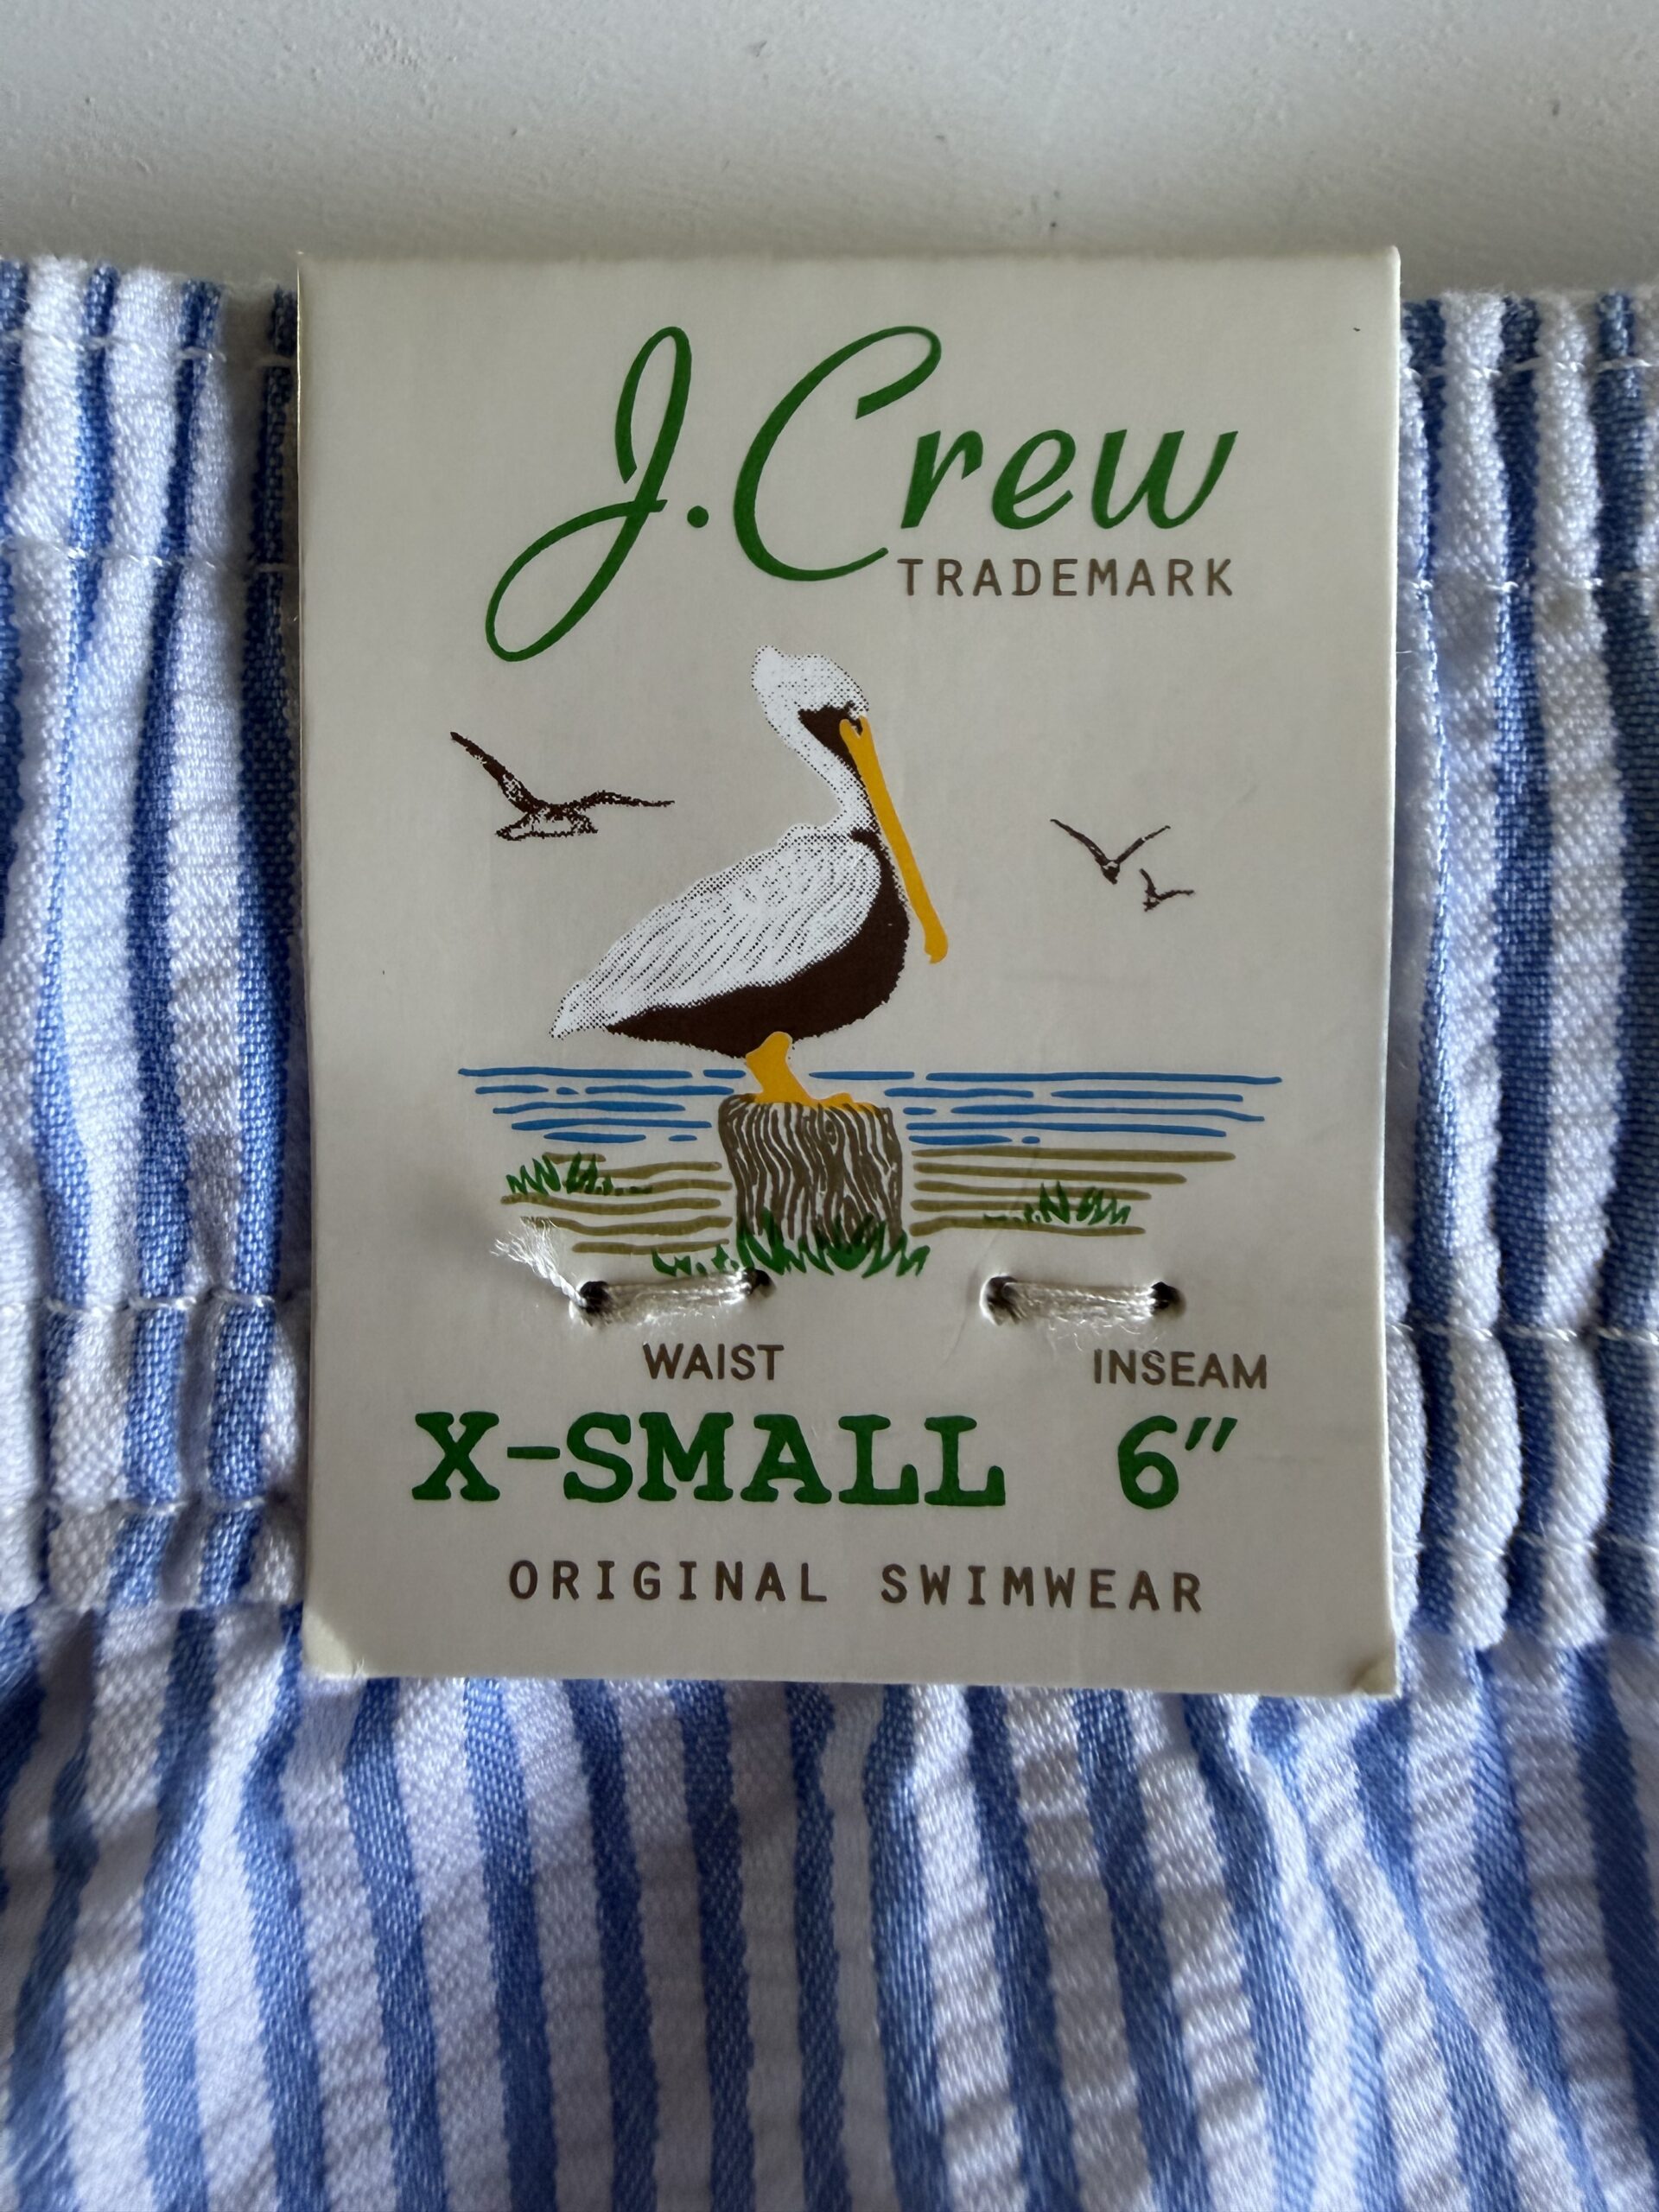 J.Crew
TRADEMARK
WAIST INSEAM
X-SMALL 6"
ORIGINAL SWIMWEAR